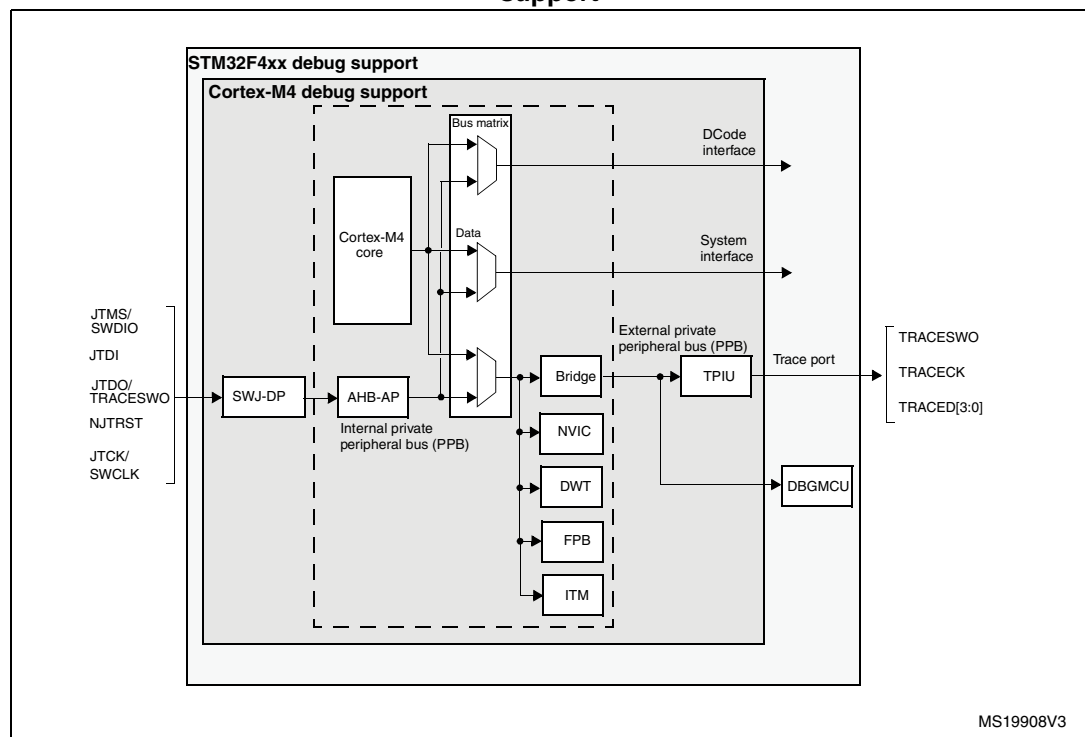 support
STM32F4xx debug support
Cortex-M4 debug support
Bus matrix
DCode
interface
Cortex-M4
core
Data
System
interface
JTMS/
SWDIO
JTDI
JTDO/
TRACESWO
NJTRST
JTCK/
SWCLK
SWJ-DP
AHB-AP
Internal private
peripheral bus (PPB)
External private
peripheral bus (PPB)
Bridge
TPIU
Trace port
TRACESWO
TRACECK
TRACED[3:0]
NVIC
DWT
FPB
ITM
DBGMCU
MS19908V3